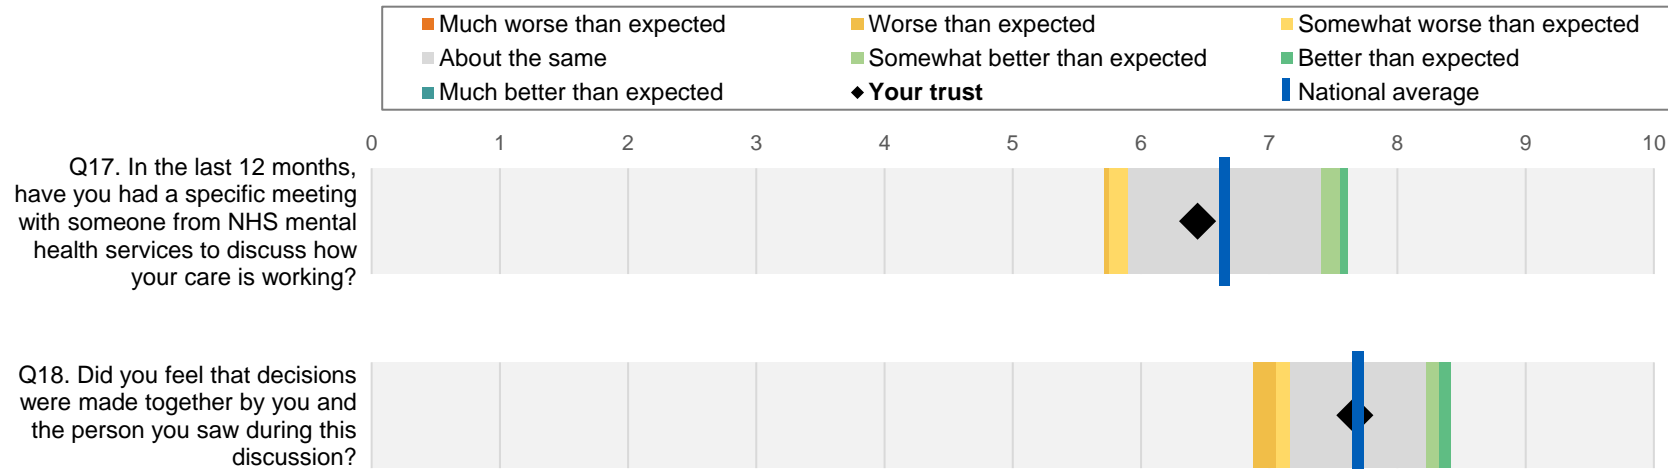 Much worse than expected
Worse than expected
Somewhat worse than expected
About the same
Somewhat better than expected
Better than expected
Much better than expected
Your trust
National average
0 1 2 3 4 5 6 7 8 9 10
Q17. In the last 12 months,
have you had a specific meeting
with someone from NHS mental
health services to discuss how
your care is working?
Q18. Did you feel that decisions
were made together by you and
the person you saw during this
discussion?